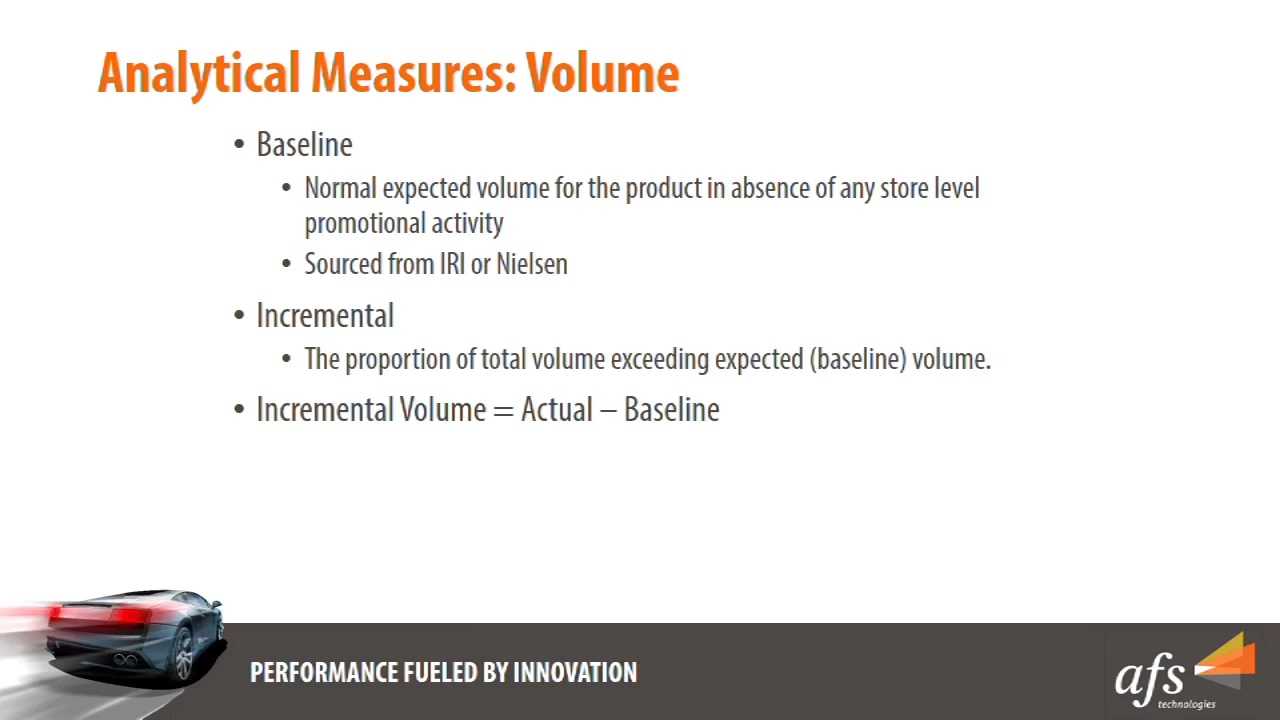 Analytical Measures: Volume
• Baseline
• Normal expected volume for the product in absence of any store level
promotional activity
• Sourced from IRI or Nielsen
• Incremental
• The proportion of total volume exceeding expected (baseline) volume.
• Incremental Volume = Actual – Baseline
PERFORMANCE FUELED BY INNOVATION
afs
technologies